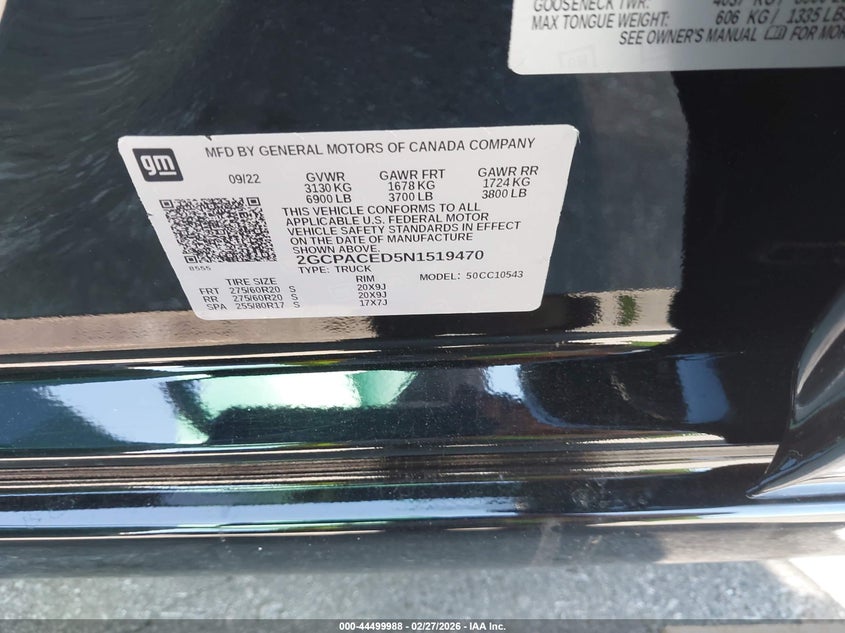 GOOSENECK TWR:
MAX TONGUE WEIGHT: 606 KG / 1335 LBS
SEE OWNER'S MANUAL FOR MOR
gm
MFD BY GENERAL MOTORS OF CANADA COMPANY
09/22 GVWR GAWR FRT GAWR RR
3130 KG 1678 KG 1724 KG
6900 LB 3700 LB 3800 LB
THIS VEHICLE CONFORMS TO ALL
APPLICABLE U.S. FEDERAL MOTOR
VEHICLE SAFETY STANDARDS IN EFFECT
ON THE DATE OF MANUFACTURE
SHOWN ABOVE.
2GCPACED5N1519470
8555 TYPE: TRUCK MODEL: 50CC10543
TIRE SIZE RIM
FRT 275/60R20 S 20X9J
RR 275/60R20 S 20X9J
SPA 255/80R17 S 17X7J
000-44499988 | 02/27/2026 | IAA Inc.